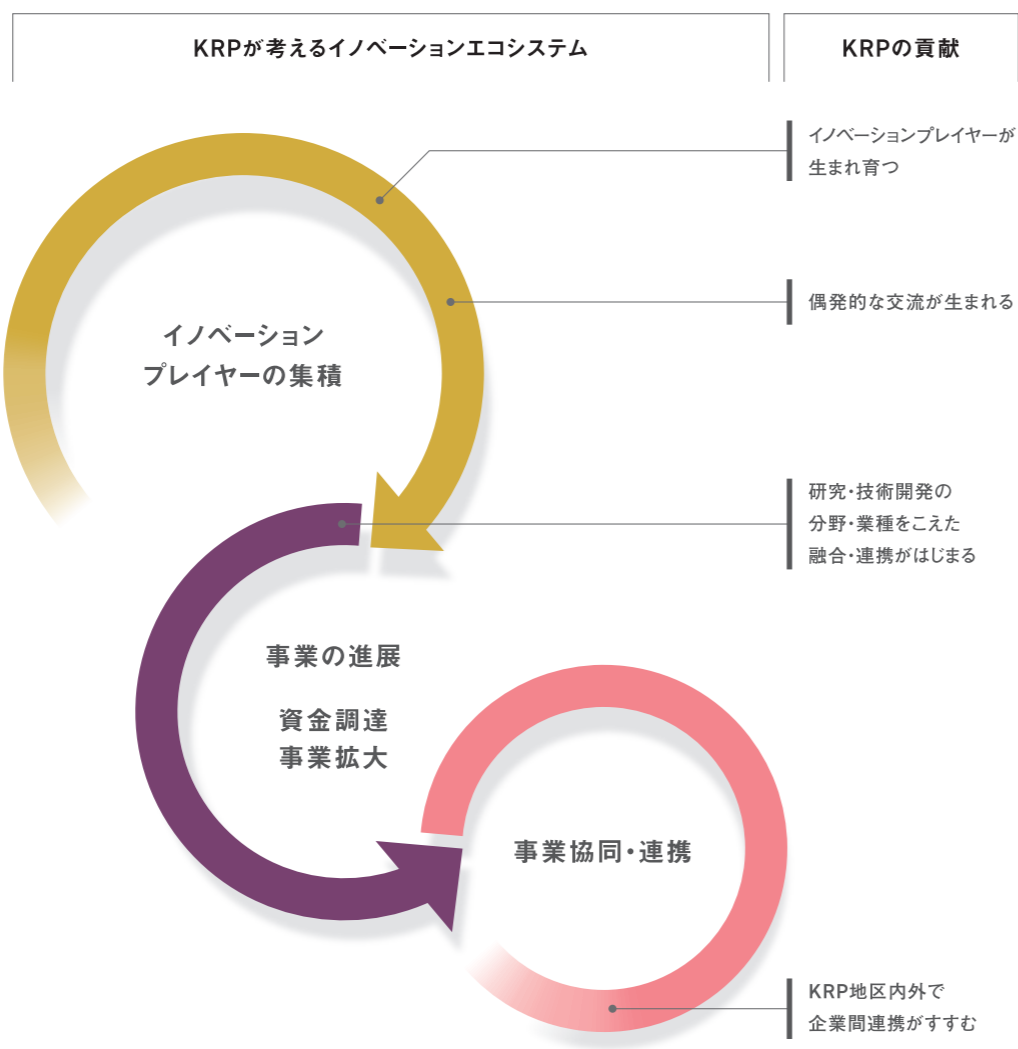 KRPが考えるイノベーションエコシステム
KRPの貢献
イノベーションプレイヤーが
生まれ育つ
偶発的な交流が生まれる
イノベーション
プレイヤーの集積
研究・技術開発の
分野・業種をこえた
融合・連携がはじまる
事業の進展
資金調達
事業拡大
事業協同・連携
KRP地区内外で
企業間連携がすすむ